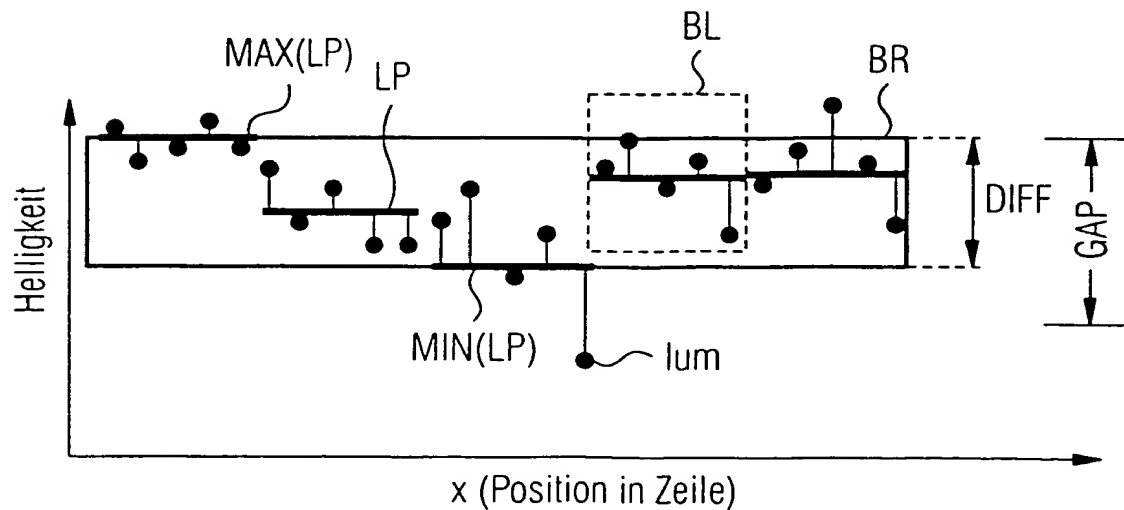 BL
MAX(LP)
LP
BR
Helligkeit
DIFF
GAP
MIN(LP)
lum
x (Position in Zeile)